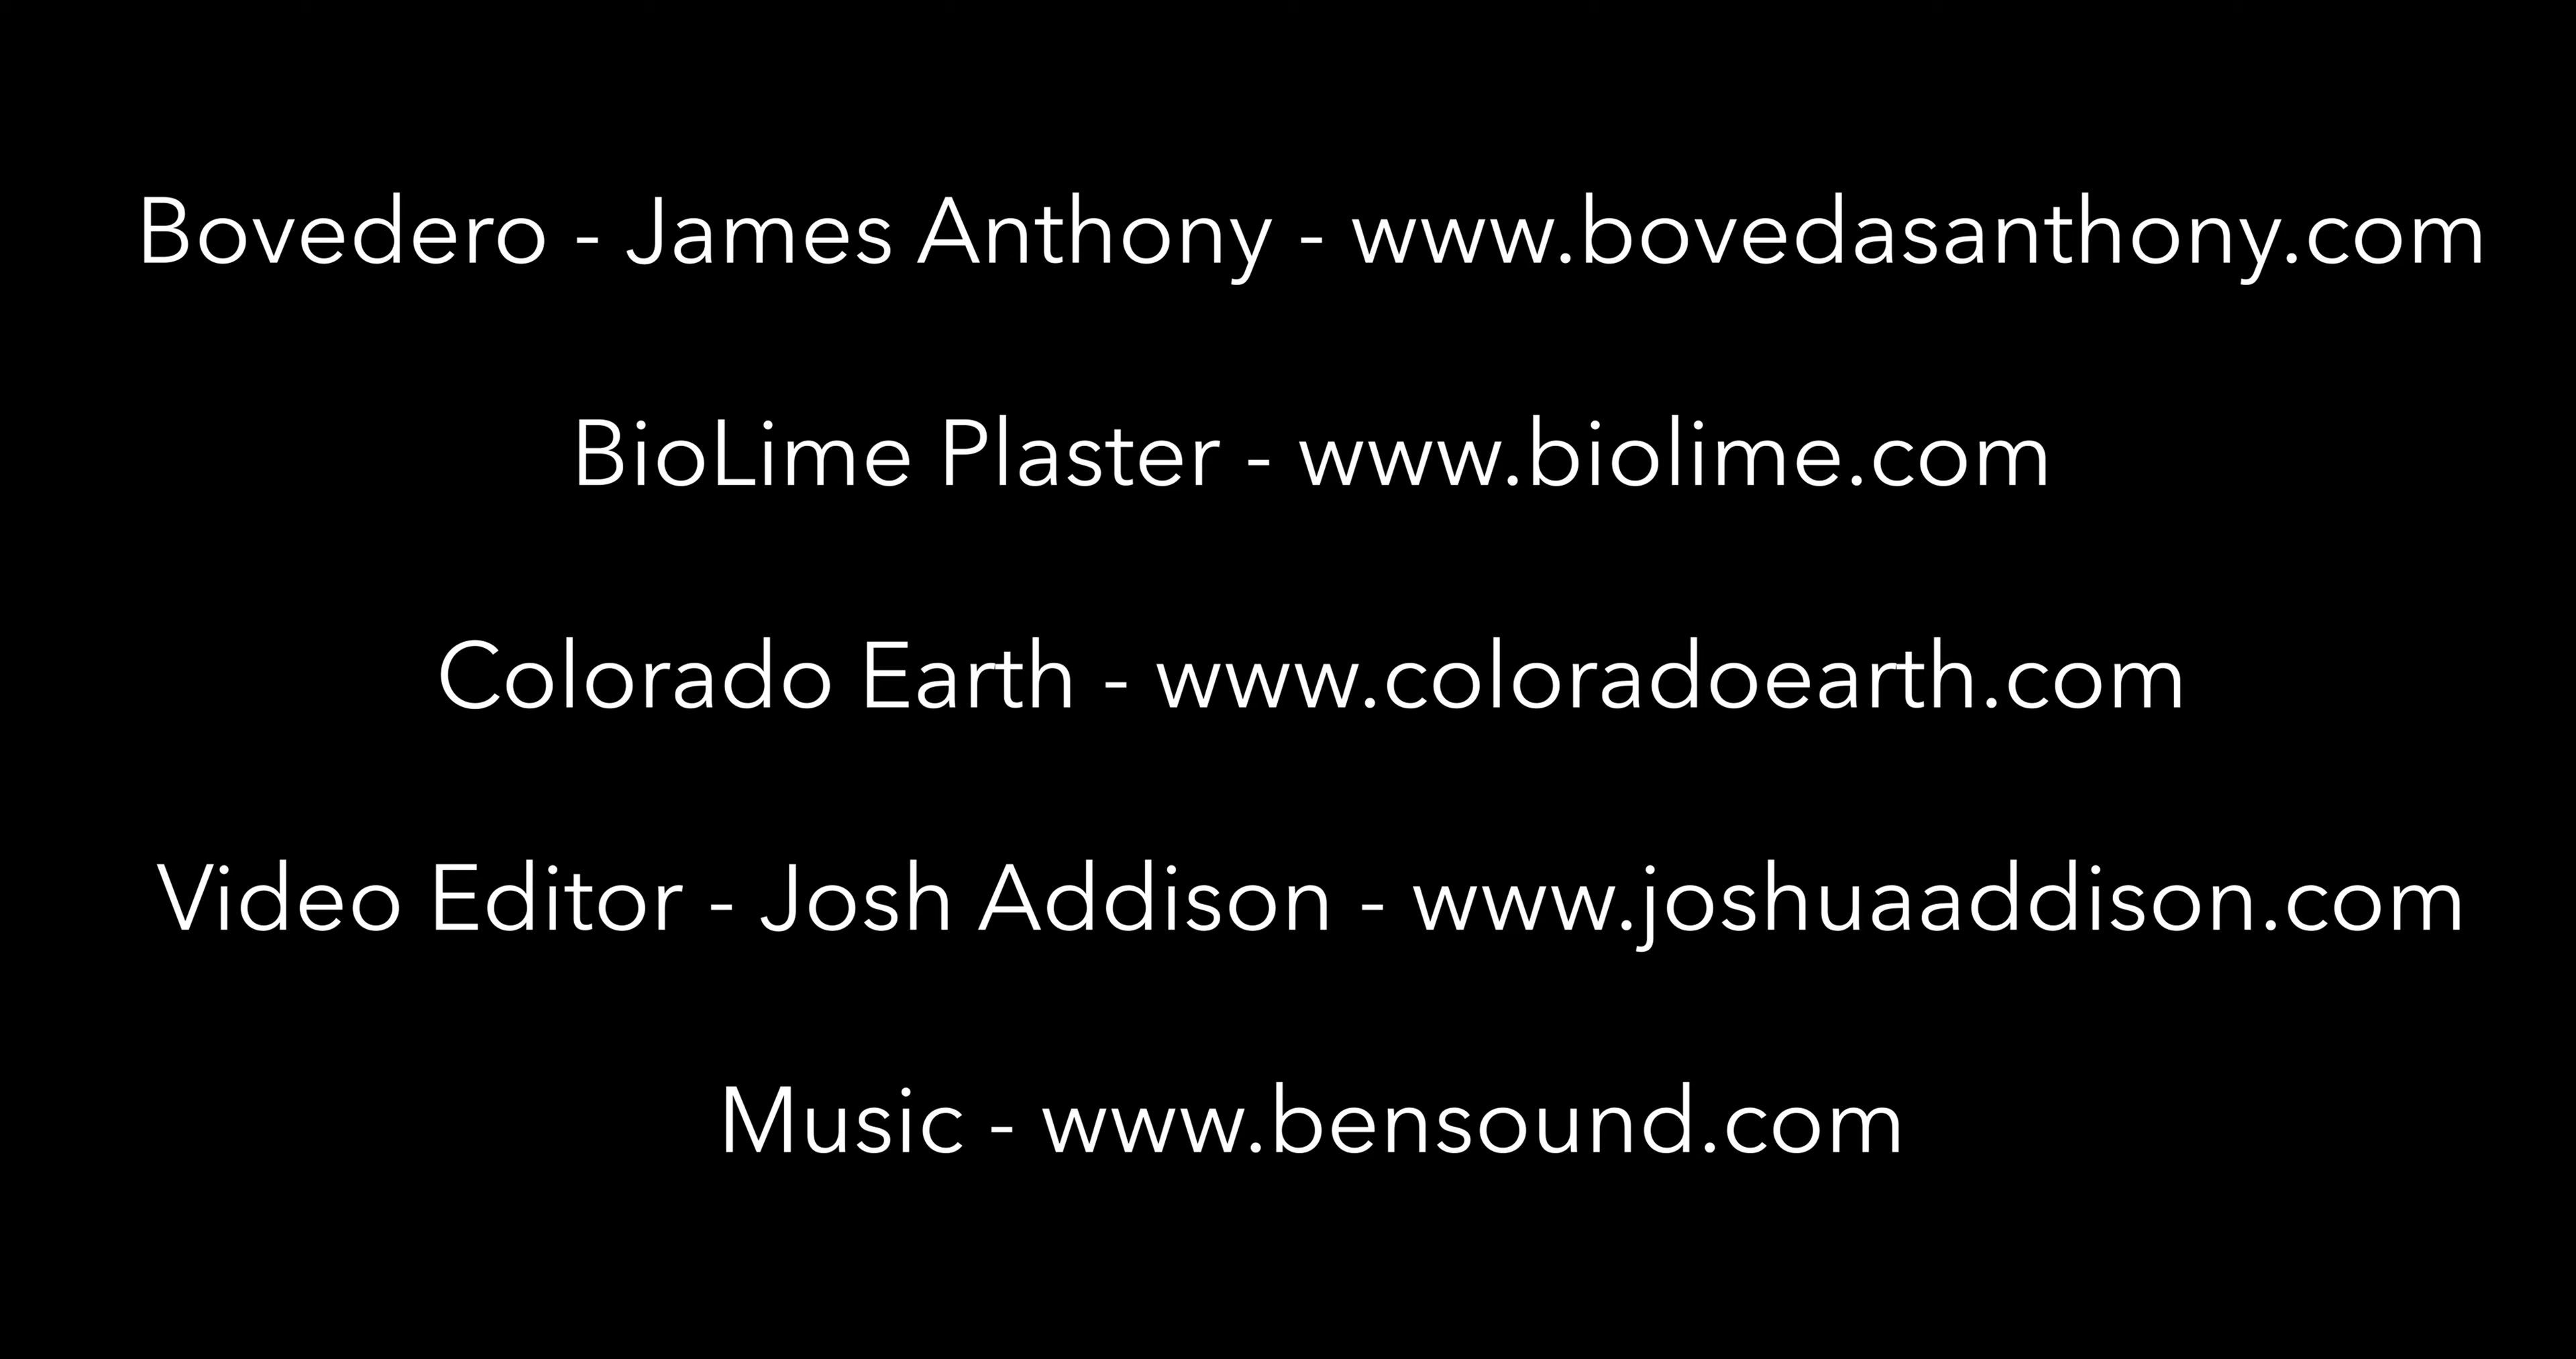 Bovedero - James Anthony - www.bovedasanthony.com
BioLime Plaster - www.biolime.com
Colorado Earth - www.coloradoearth.com
Video Editor - Josh Addison - www.joshuaaddison.com
Music - www.bensound.com